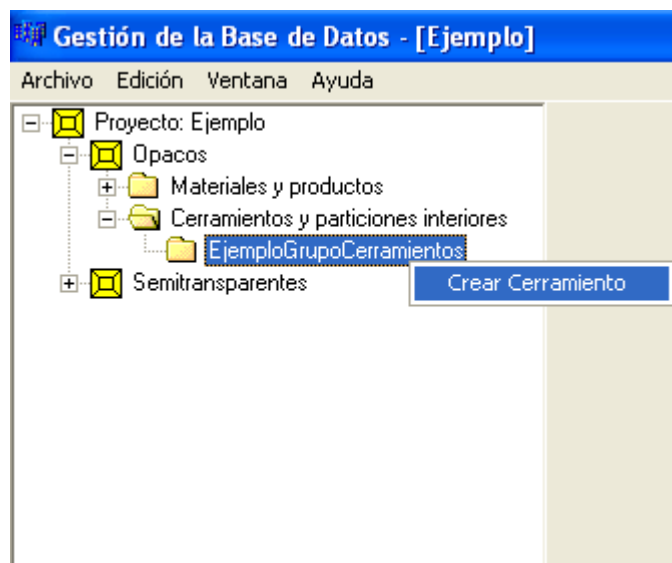 Gestión de la Base de Datos - [Ejemplo]
Archivo Edición Ventana Ayuda
Proyecto: Ejemplo
Opacos
Materiales y productos
Cerramientos y particiones interiores
EjemploGrupoCerramientos
Semitransparentes
Crear Cerramiento